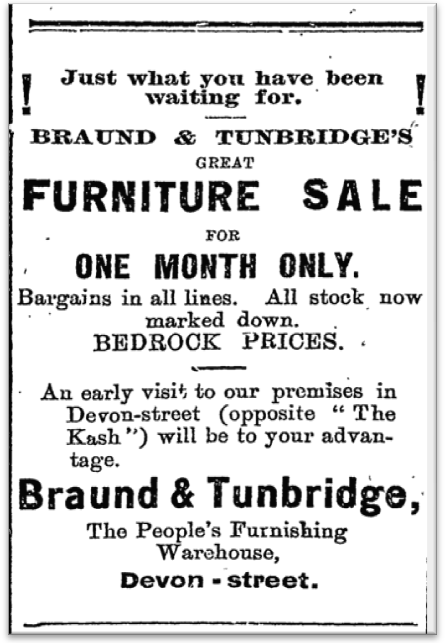 ! Just what you have been !
waiting for.
BRAUND & TUNBRIDGE'S
GREAT
FURNITURE SALE
FOR
ONE MONTH ONLY.
Bargains in all lines. All stock now
marked down.
BEDROCK PRICES.
An early visit to our premises in
Devon-street (opposite "The
Kash") will be to your advan-
tage.
Braund & Tunbridge,
The People's Furnishing
Warehouse,
Devon-street.